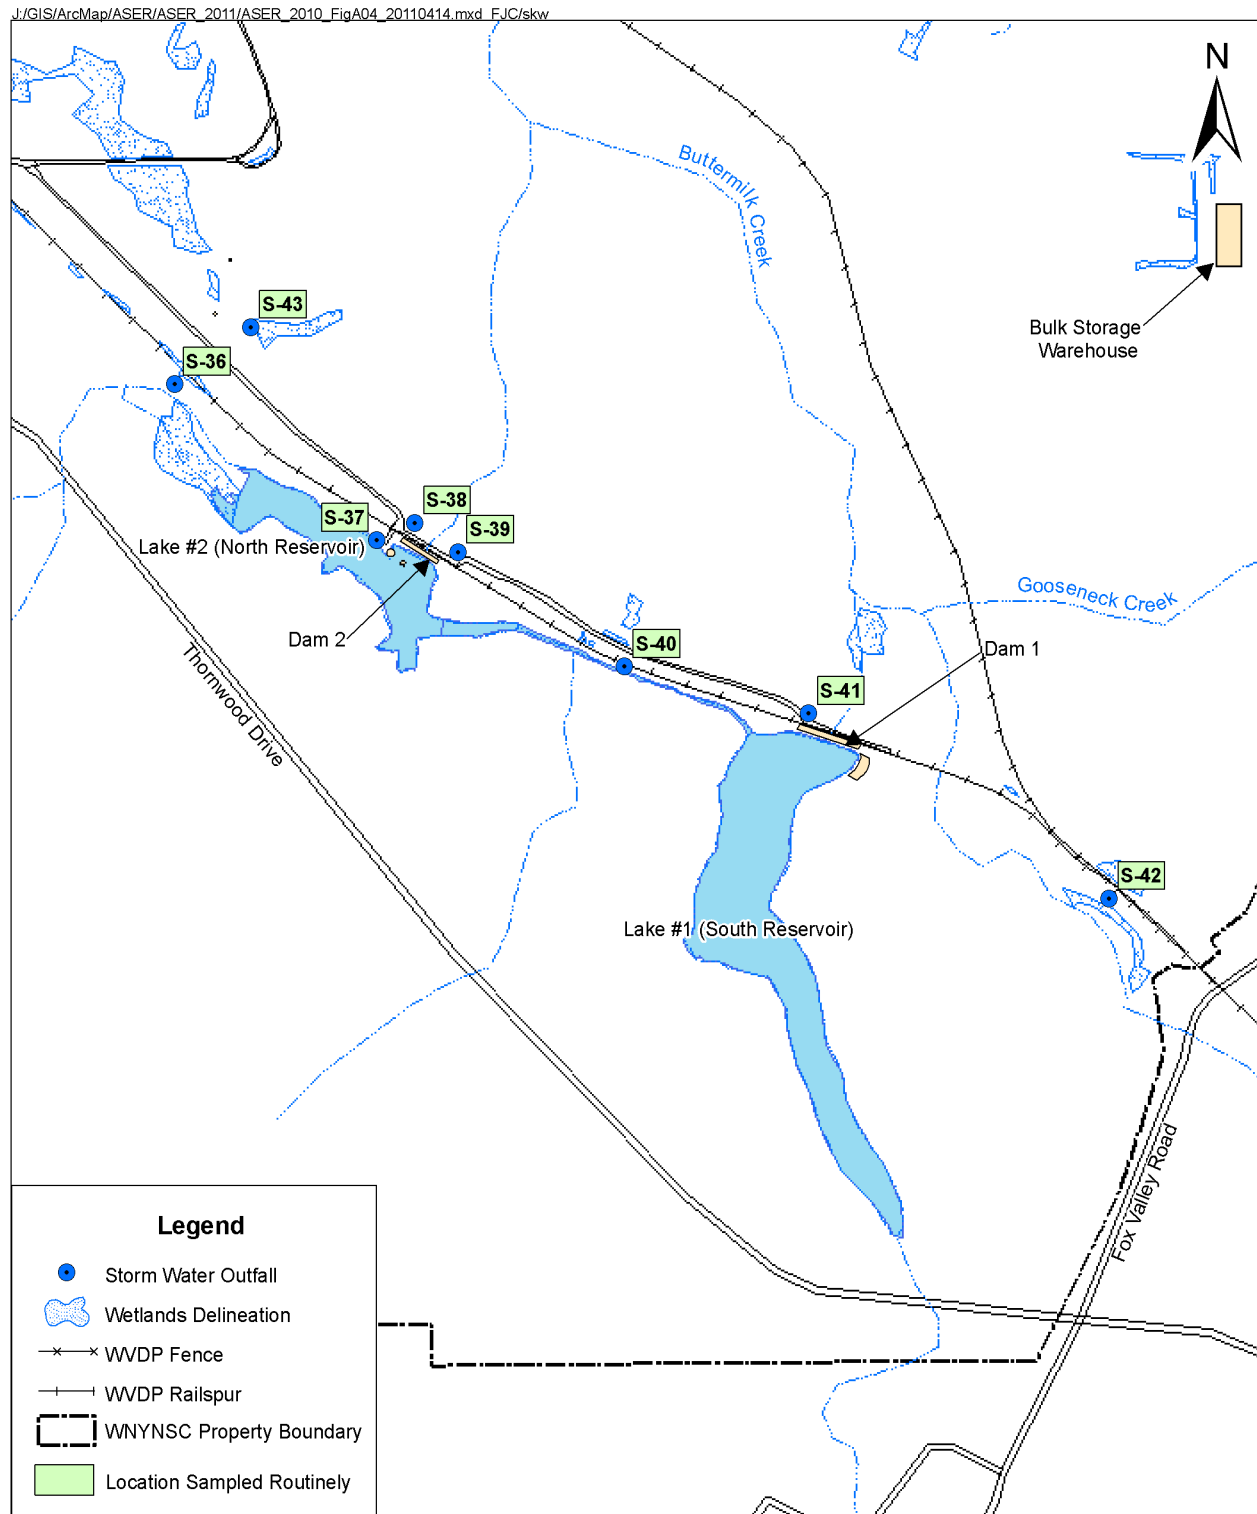 J:/GIS/ArcMap/ASER/ASER_2011/ASER_2010_FigA04_20110414.mxd FJC/skw
N
Buttermilk Creek
Bulk Storage
Warehouse
S-43
S-36
S-38
S-37
S-39
Lake #2 (North Reservoir)
Gooseneck Creek
Dam 2
S-40
Dam 1
S-41
Thornwood Drive
S-42
Lake #1 (South Reservoir)
Fox Valley Road
Legend
Storm Water Outfall
Wetlands Delineation
WVDP Fence
WVDP Railspur
WNYNSC Property Boundary
Location Sampled Routinely